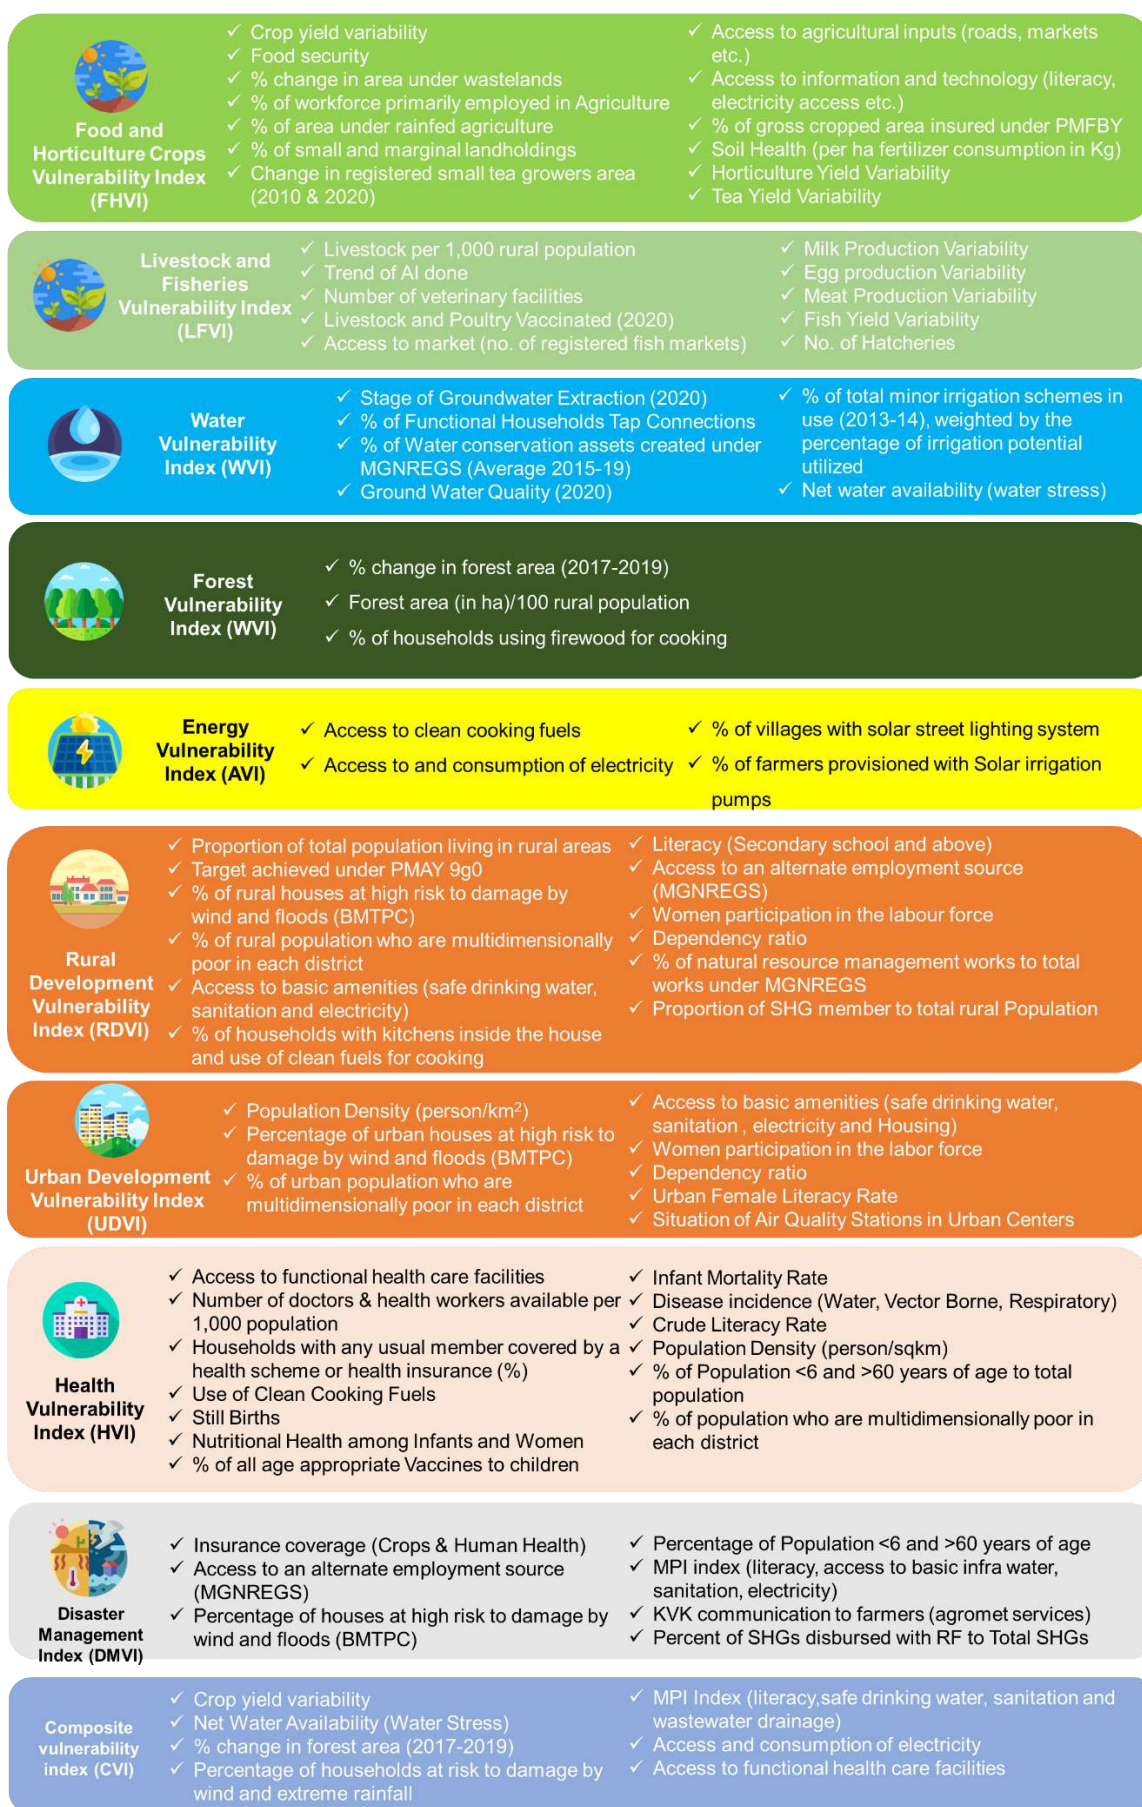 Food and
Horticulture Crops
Vulnerability Index
(FHVI)
✓ Crop yield variability
✓ Food security
✓ % change in area under wastelands
✓ % of workforce primarily employed in Agriculture
✓ % of area under rainfed agriculture
✓ % of small and marginal landholdings
✓ Change in registered small tea growers area
(2010 & 2020)
✓ Access to agricultural inputs (roads, markets
etc.)
✓ Access to information and technology (literacy,
electricity access etc.)
✓ % of gross cropped area insured under PMFBY
✓ Soil Health (per ha fertilizer consumption in Kg)
✓ Horticulture Yield Variability
✓ Tea Yield Variability
Livestock and
Fisheries
Vulnerability Index
(LFVI)
✓ Livestock per 1,000 rural population
✓ Trend of AI done
✓ Number of veterinary facilities
✓ Livestock and Poultry Vaccinated (2020)
✓ Access to market (no. of registered fish markets)
✓ Milk Production Variability
✓ Egg production Variability
✓ Meat Production Variability
✓ Fish Yield Variability
✓ No. of Hatcheries
Water
Vulnerability
Index (WVI)
✓ Stage of Groundwater Extraction (2020)
✓ % of Functional Households Tap Connections
✓ % of Water conservation assets created under
MGNREGS (Average 2015-19)
✓ Ground Water Quality (2020)
✓ % of total minor irrigation schemes in
use (2013-14), weighted by the
percentage of irrigation potential
utilized
✓ Net water availability (water stress)
Forest
Vulnerability
Index (WVI)
✓ % change in forest area (2017-2019)
✓ Forest area (in ha)/100 rural population
✓ % of households using firewood for cooking
Energy
Vulnerability
Index (AVI)
✓ Access to clean cooking fuels
✓ Access to and consumption of electricity
✓ % of villages with solar street lighting system
✓ % of farmers provisioned with Solar irrigation
pumps
Rural
Development
Vulnerability
Index (RDVI)
✓ Proportion of total population living in rural areas
✓ Target achieved under PMAY 9g0
✓ % of rural houses at high risk to damage by
wind and floods (BMTPC)
✓ % of rural population who are multidimensionally
poor in each district
✓ Access to basic amenities (safe drinking water,
sanitation and electricity)
✓ % of households with kitchens inside the house
and use of clean fuels for cooking
✓ Literacy (Secondary school and above)
✓ Access to an alternate employment source
(MGNREGS)
✓ Women participation in the labour force
✓ Dependency ratio
✓ % of natural resource management works to total
works under MGNREGS
✓ Proportion of SHG member to total rural Population
Urban Development
Vulnerability Index
(UDVI)
✓ Population Density (person/km²)
✓ Percentage of urban houses at high risk to
damage by wind and floods (BMTPC)
✓ % of urban population who are
multidimensionally poor in each district
✓ Access to basic amenities (safe drinking water,
sanitation , electricity and Housing)
✓ Women participation in the labor force
✓ Dependency ratio
✓ Urban Female Literacy Rate
✓ Situation of Air Quality Stations in Urban Centers
Health
Vulnerability
Index (HVI)
✓ Access to functional health care facilities
✓ Number of doctors & health workers available per
1,000 population
✓ Households with any usual member covered by a
health scheme or health insurance (%)
✓ Use of Clean Cooking Fuels
✓ Still Births
✓ Nutritional Health among Infants and Women
✓ % of all age appropriate Vaccines to children
✓ Infant Mortality Rate
✓ Disease incidence (Water, Vector Borne, Respiratory)
✓ Crude Literacy Rate
✓ Population Density (person/sqkm)
✓ % of Population <6 and >60 years of age to total
population
✓ % of population who are multidimensionally poor in
each district
Disaster
Management
Index (DMVI)
✓ Insurance coverage (Crops & Human Health)
✓ Access to an alternate employment source
(MGNREGS)
✓ Percentage of houses at high risk to damage by
wind and floods (BMTPC)
✓ Percentage of Population <6 and >60 years of age
✓ MPI index (literacy, access to basic infra water,
sanitation, electricity)
✓ KVK communication to farmers (agromet services)
✓ Percent of SHGs disbursed with RF to Total SHGs
Composite
vulnerability
index (CVI)
✓ Crop yield variability
✓ Net Water Availability (Water Stress)
✓ % change in forest area (2017-2019)
✓ Percentage of households at risk to damage by
wind and extreme rainfall
✓ MPI Index (literacy,safe drinking water, sanitation and
wastewater drainage)
✓ Access and consumption of electricity
✓ Access to functional health care facilities